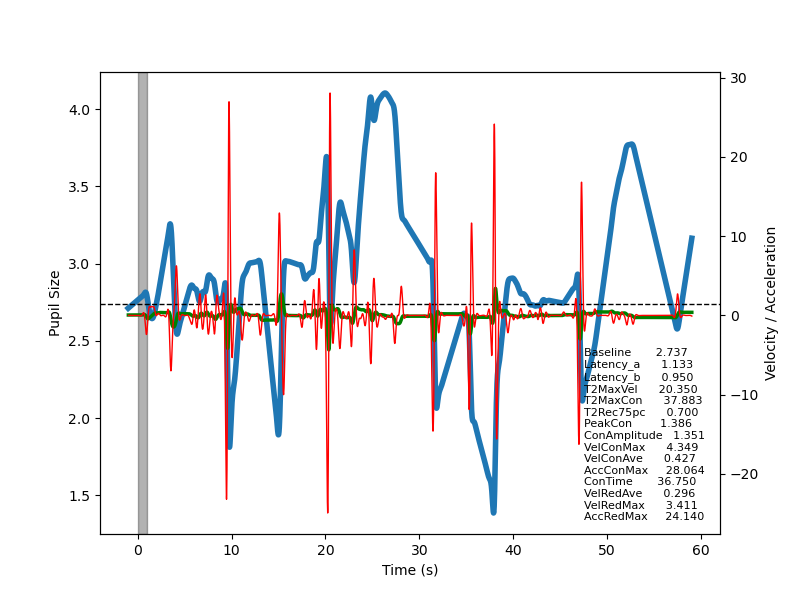 30
4.0
20
3.5
10
3.0
0
2.5
-10
2.0
-20
1.5
Pupil Size
Velocity / Acceleration
Baseline 2.737
Latency_a 1.133
Latency_b 0.950
T2MaxVel 20.350
T2MaxCon 37.883
T2Rec75pc 0.700
PeakCon 1.386
ConAmplitude 1.351
VelConMax 4.349
VelConAve 0.427
AccConMax 28.064
ConTime 36.750
VelRedAve 0.296
VelRedMax 3.411
AccRedMax 24.140
0 10 20 30 40 50 60
Time (s)